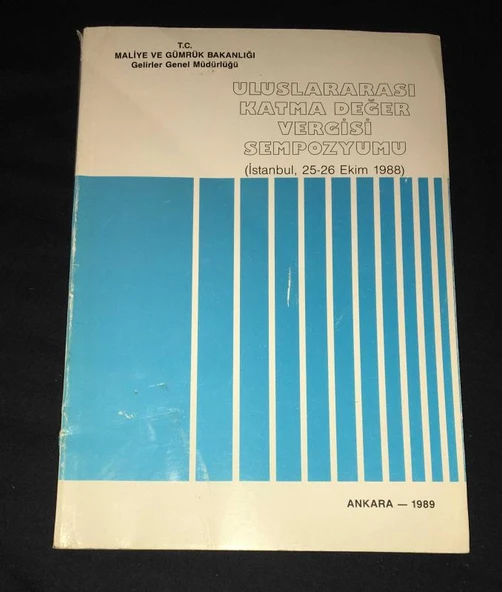 T.C.
MALİYE VE GÜMRÜK BAKANLIĞI
Gelirler Genel Müdürlüğü
ULUSLARARASI
KATMA DEĞER
VERGİSİ
SEMPOZYUMU
(İstanbul, 25-26 Ekim 1988)
ANKARA — 1989